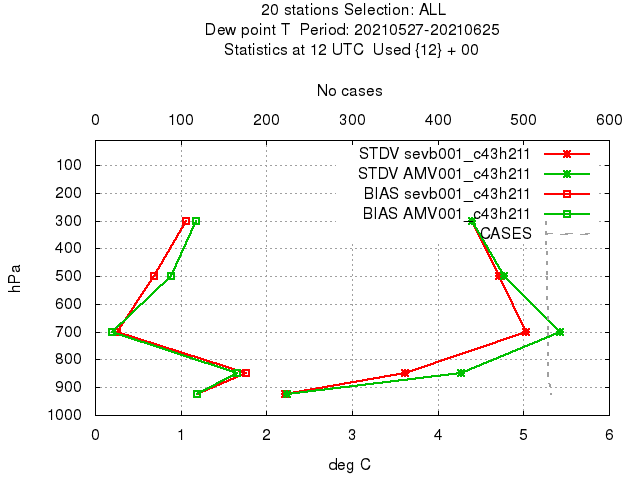 20 stations Selection: ALL
Dew point T  Period: 20210527-20210625
Statistics at 12 UTC  Used {12} + 00
No cases
0 100 200 300 400 500 600
STDV sevb001_c43h211
STDV AMV001_c43h211
BIAS sevb001_c43h211
BIAS AMV001_c43h211
CASES
100
200
300
400
500
600
700
800
900
1000
hPa
0 1 2 3 4 5 6
deg C